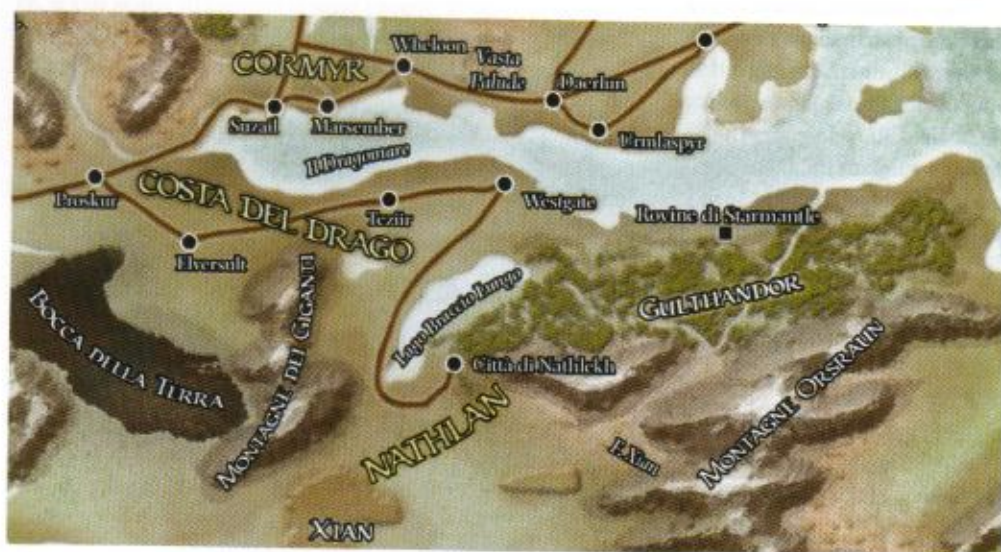 Wheloon
CORMYR
Vasta
Palude
Daerlun
Suzail
Marsember
Urmlaspyr
Il Dragomare
Proskur
COSTA DEL DRAGO
Teziir
Westgate
Rovine di Starmantle
Elversult
BOCCA DELLA TERRA
MONTAGNE DEI GIGANTI
Lago Braccio Lungo
GULTHANDOR
Città di Nathlekh
NATHLAN
MONTAGNE ORSRAUN
F. Xian
XIAN